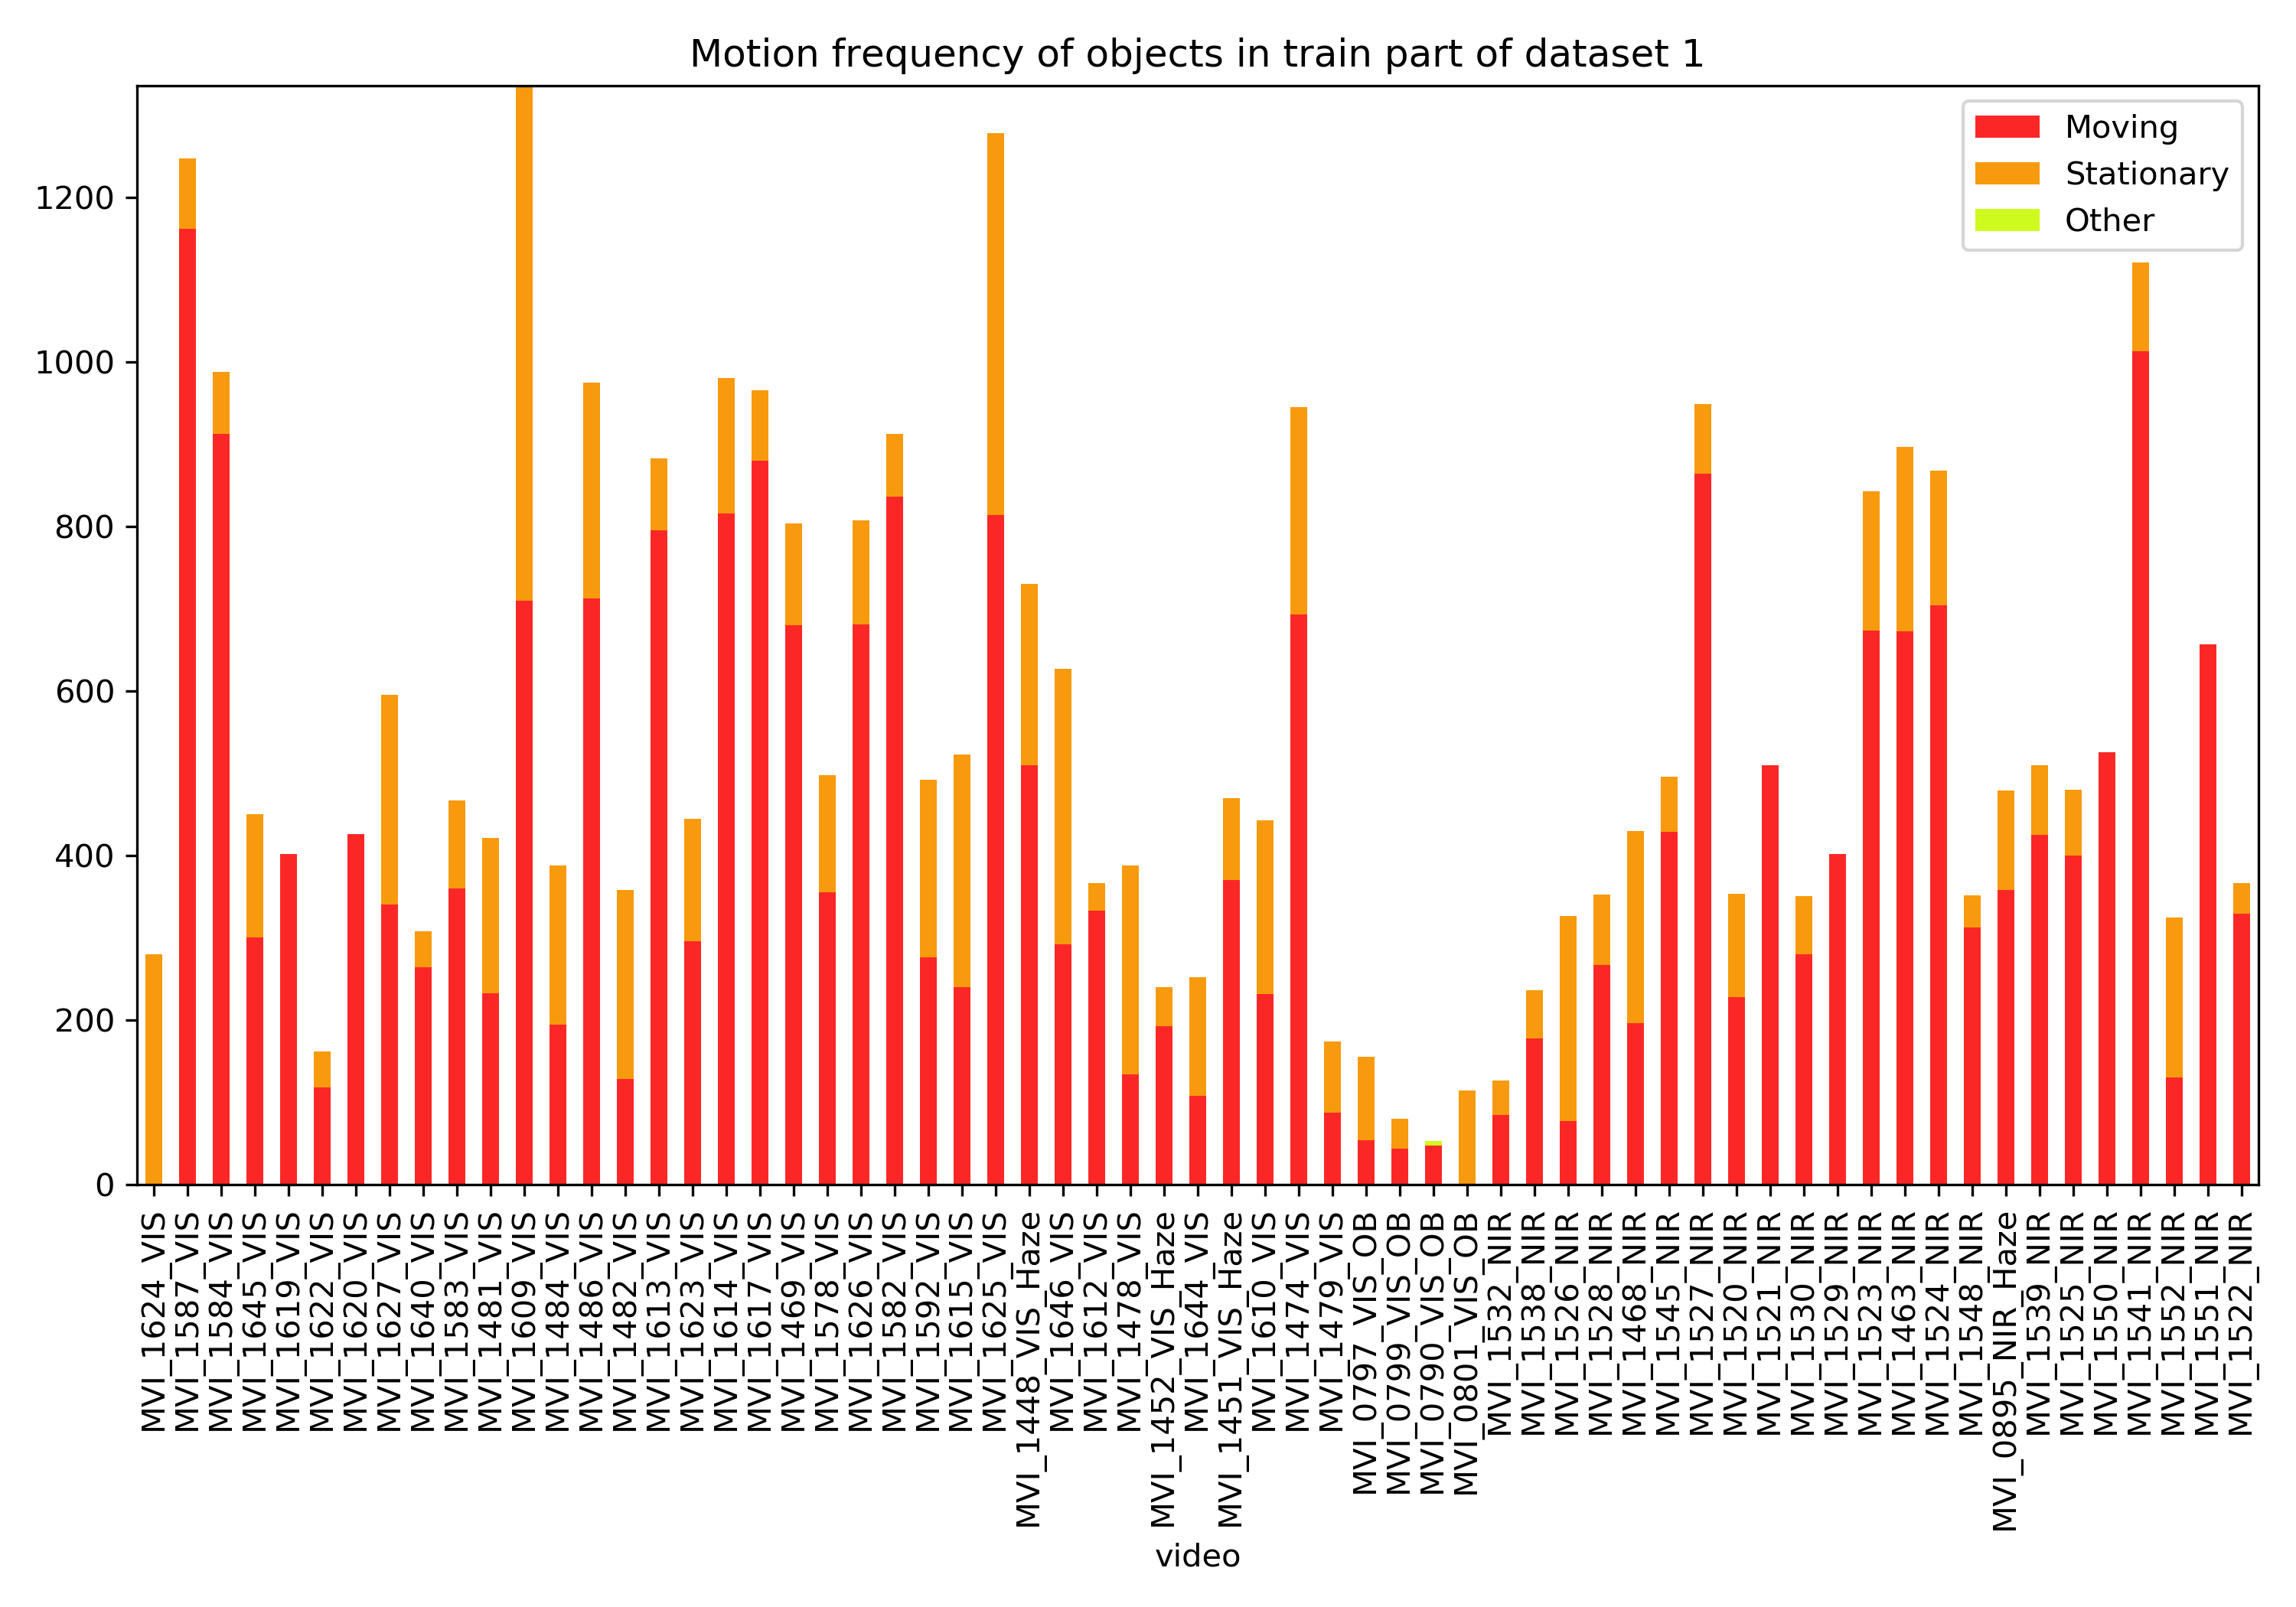 Motion frequency of objects in train part of dataset 1
Moving
Stationary
Other
1200
1000
800
600
400
200
0
MVI_1624_VIS
MVI_1587_VIS
MVI_1584_VIS
MVI_1645_VIS
MVI_1619_VIS
MVI_1622_VIS
MVI_1620_VIS
MVI_1627_VIS
MVI_1640_VIS
MVI_1583_VIS
MVI_1481_VIS
MVI_1609_VIS
MVI_1484_VIS
MVI_1486_VIS
MVI_1482_VIS
MVI_1613_VIS
MVI_1623_VIS
MVI_1614_VIS
MVI_1617_VIS
MVI_1469_VIS
MVI_1578_VIS
MVI_1626_VIS
MVI_1582_VIS
MVI_1592_VIS
MVI_1615_VIS
MVI_1625_VIS
MVI_1448_VIS_Haze
MVI_1646_VIS
MVI_1612_VIS
MVI_1478_VIS
MVI_1452_VIS_Haze
MVI_1644_VIS
MVI_1451_VIS_Haze
MVI_1610_VIS
MVI_1474_VIS
MVI_1479_VIS
MVI_0797_VIS_OB
MVI_0799_VIS_OB
MVI_0790_VIS_OB
MVI_0801_VIS_OB
MVI_1532_NIR
MVI_1538_NIR
MVI_1526_NIR
MVI_1528_NIR
MVI_1468_NIR
MVI_1545_NIR
MVI_1527_NIR
MVI_1520_NIR
MVI_1521_NIR
MVI_1530_NIR
MVI_1529_NIR
MVI_1523_NIR
MVI_1463_NIR
MVI_1524_NIR
MVI_1548_NIR
MVI_0895_NIR_Haze
MVI_1539_NIR
MVI_1525_NIR
MVI_1550_NIR
MVI_1541_NIR
MVI_1552_NIR
MVI_1551_NIR
MVI_1522_NIR
video